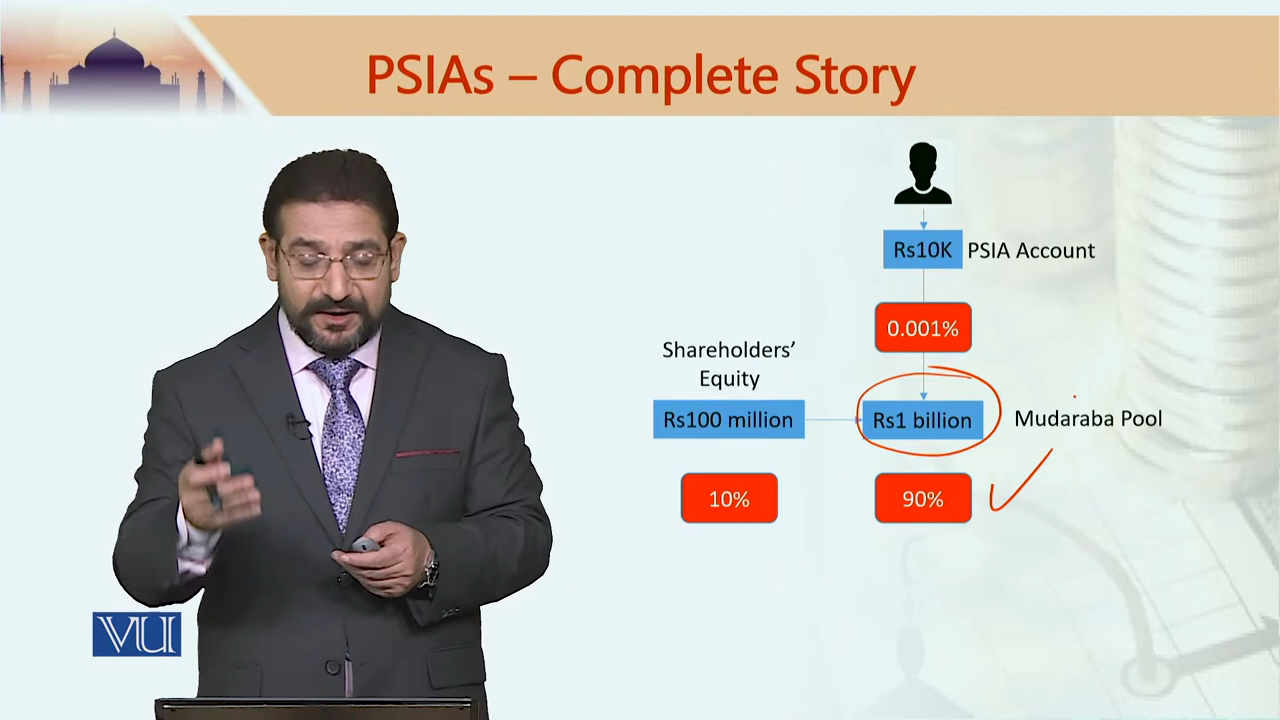 PSIAs – Complete Story
Rs10K PSIA Account
0.001%
Shareholders'
Equity
Rs100 million
Rs1 billion
Mudaraba Pool
10%
90%
VU